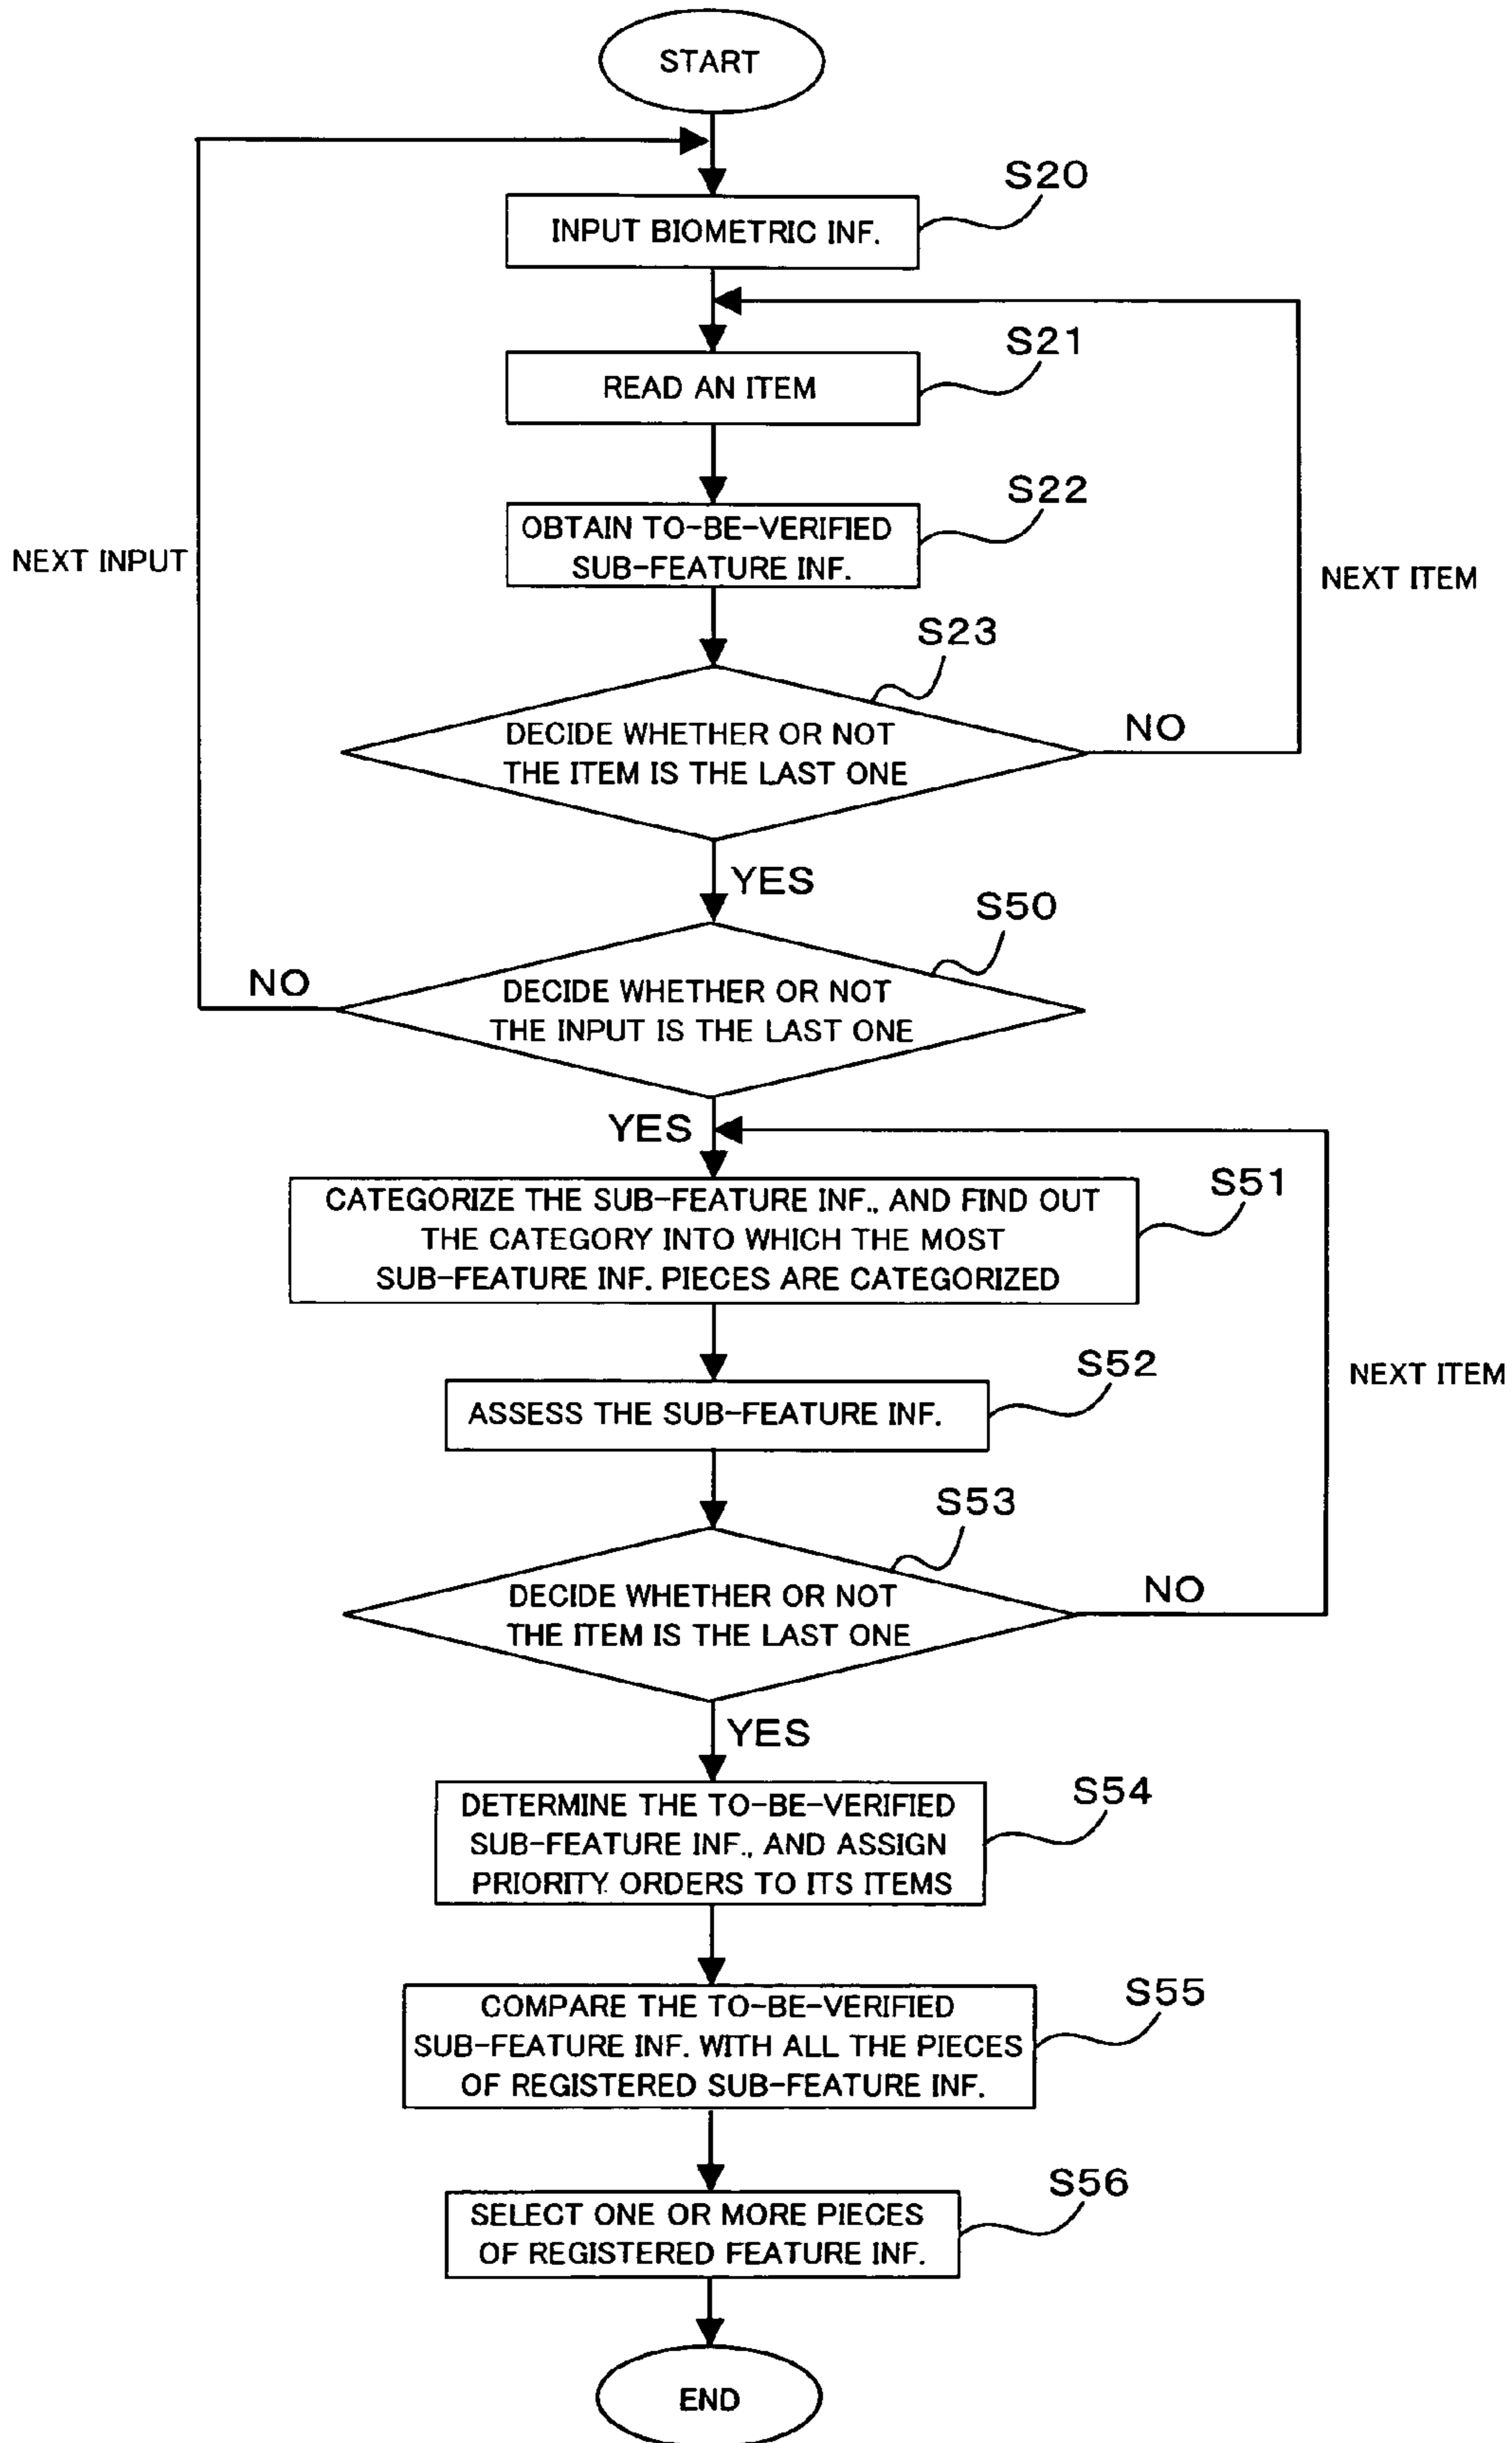 START
S20
INPUT BIOMETRIC INF.
S21
READ AN ITEM
S22
OBTAIN TO-BE-VERIFIED
SUB-FEATURE INF.
NEXT INPUT
NEXT ITEM
S23
DECIDE WHETHER OR NOT
THE ITEM IS THE LAST ONE
NO
YES
S50
NO
DECIDE WHETHER OR NOT
THE INPUT IS THE LAST ONE
YES
S51
CATEGORIZE THE SUB-FEATURE INF., AND FIND OUT
THE CATEGORY INTO WHICH THE MOST
SUB-FEATURE INF. PIECES ARE CATEGORIZED
S52
NEXT ITEM
ASSESS THE SUB-FEATURE INF.
S53
DECIDE WHETHER OR NOT
THE ITEM IS THE LAST ONE
NO
YES
S54
DETERMINE THE TO-BE-VERIFIED
SUB-FEATURE INF., AND ASSIGN
PRIORITY ORDERS TO ITS ITEMS
S55
COMPARE THE TO-BE-VERIFIED
SUB-FEATURE INF. WITH ALL THE PIECES
OF REGISTERED SUB-FEATURE INF.
S56
SELECT ONE OR MORE PIECES
OF REGISTERED FEATURE INF.
END